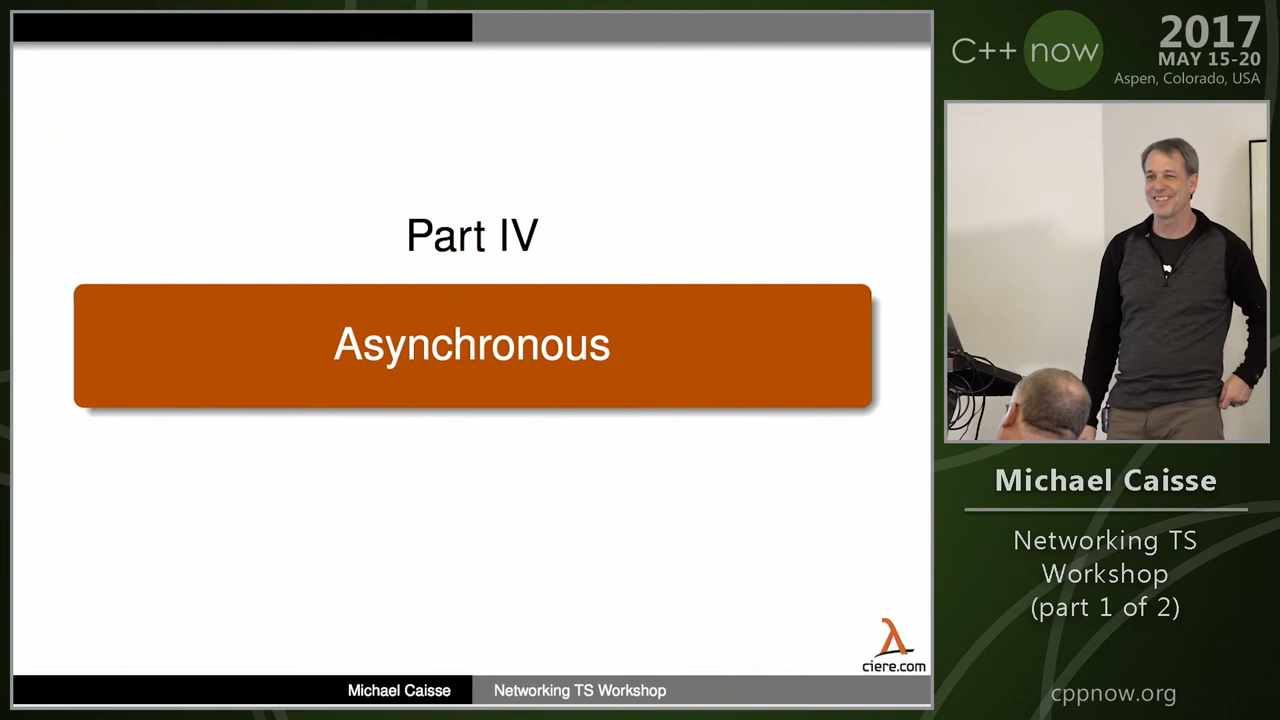 Part IV
Asynchronous
λ
ciere.com
Michael Caisse
Networking TS Workshop
C++ now
2017
MAY 15-20
Aspen, Colorado, USA
Michael Caisse
Networking TS
Workshop
(part 1 of 2)
cppnow.org